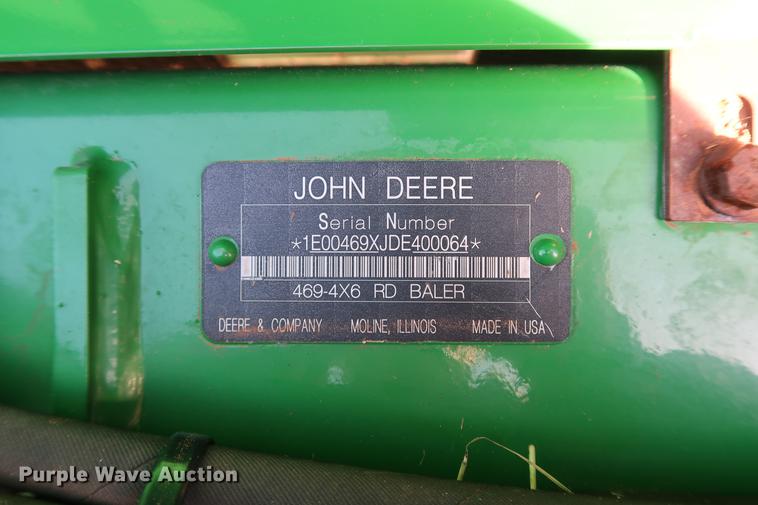 JOHN DEERE
Serial Number
*1E00469XJDE400064*
469-4X6 RD BALER
DEERE & COMPANY MOLINE, ILLINOIS MADE IN USA
Purple Wave Auction